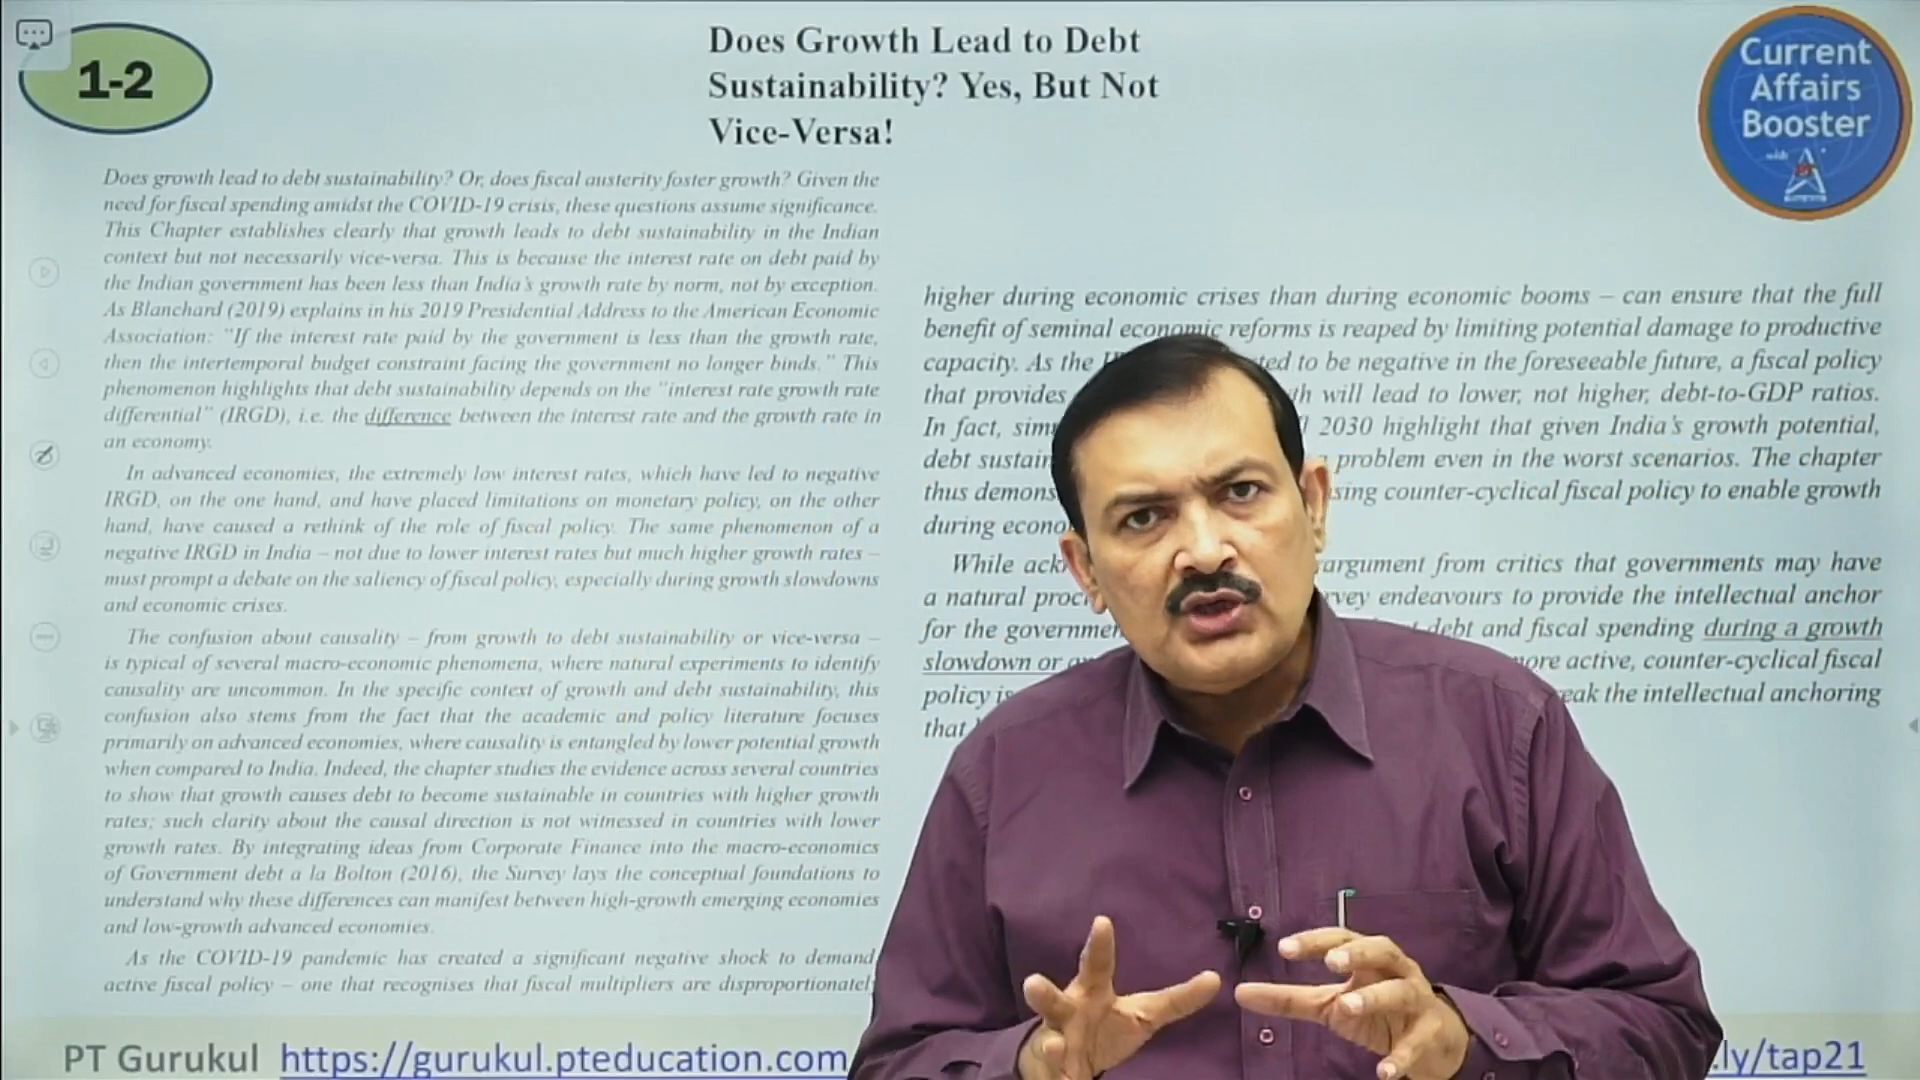 1-2
Does Growth Lead to Debt
Sustainability? Yes, But Not
Vice-Versa!
Current
Affairs
Booster
with
PT
Does growth lead to debt sustainability? Or, does fiscal austerity foster growth? Given the
need for fiscal spending amidst the COVID-19 crisis, these questions assume significance.
This Chapter establishes clearly that growth leads to debt sustainability in the Indian
context but not necessarily vice-versa. This is because the interest rate on debt paid by
the Indian government has been less than India's growth rate by norm, not by exception.
As Blanchard (2019) explains in his 2019 Presidential Address to the American Economic
Association: "If the interest rate paid by the government is less than the growth rate,
then the intertemporal budget constraint facing the government no longer binds." This
phenomenon highlights that debt sustainability depends on the "interest rate growth rate
differential" (IRGD), i.e. the difference between the interest rate and the growth rate in
an economy.
In advanced economies, the extremely low interest rates, which have led to negative
IRGD, on the one hand, and have placed limitations on monetary policy, on the other
hand, have caused a rethink of the role of fiscal policy. The same phenomenon of a
negative IRGD in India – not due to lower interest rates but much higher growth rates –
must prompt a debate on the saliency of fiscal policy, especially during growth slowdowns
and economic crises.
The confusion about causality – from growth to debt sustainability or vice-versa –
is typical of several macro-economic phenomena, where natural experiments to identify
causality are uncommon. In the specific context of growth and debt sustainability, this
confusion also stems from the fact that the academic and policy literature focuses
primarily on advanced economies, where causality is entangled by lower potential growth
when compared to India. Indeed, the chapter studies the evidence across several countries
to show that growth causes debt to become sustainable in countries with higher growth
rates; such clarity about the causal direction is not witnessed in countries with lower
growth rates. By integrating ideas from Corporate Finance into the macro-economics
of Government debt a la Bolton (2016), the Survey lays the conceptual foundations to
understand why these differences can manifest between high-growth emerging economies
and low-growth advanced economies.
As the COVID-19 pandemic has created a significant negative shock to demand
active fiscal policy – one that recognises that fiscal multipliers are disproportionatel
higher during economic crises than during economic booms – can ensure that the full
benefit of seminal economic reforms is reaped by limiting potential damage to productive
capacity. As the ted to be negative in the foreseeable future, a fiscal policy
that provides th will lead to lower, not higher, debt-to-GDP ratios.
In fact, sim 2030 highlight that given India's growth potential,
debt sustain problem even in the worst scenarios. The chapter
thus demons sing counter-cyclical fiscal policy to enable growth
during econo
While ack argument from critics that governments may have
a natural proc rvey endeavours to provide the intellectual anchor
for the governmen debt and fiscal spending during a growth
slowdown or ore active, counter-cyclical fiscal
policy is eak the intellectual anchoring
that
PT Gurukul https://gurukul.pteducation.com
.ly/tap21